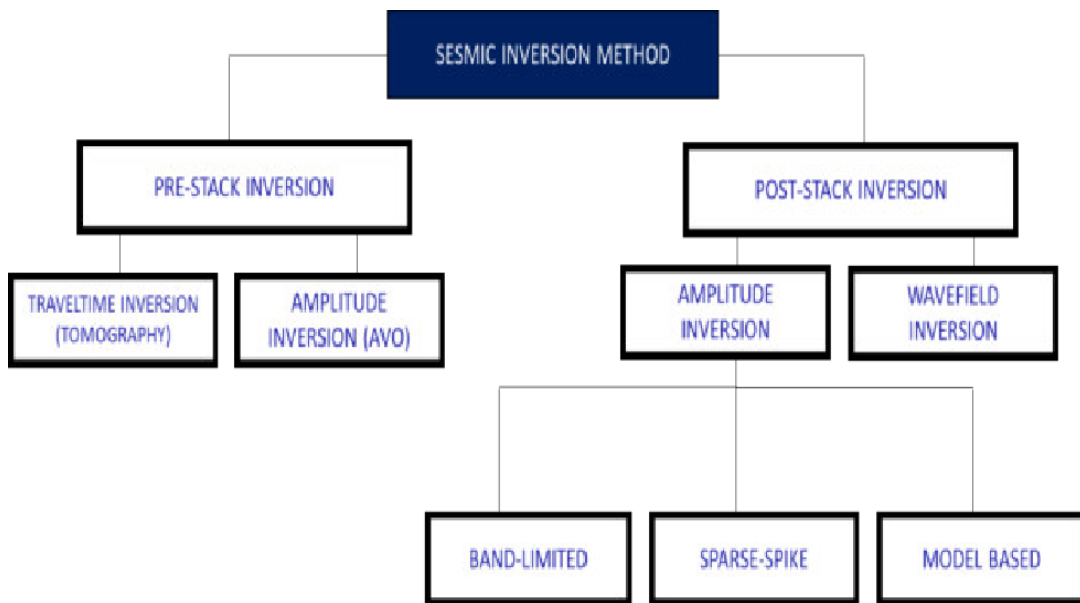 SESMIC INVERSION METHOD
PRE-STACK INVERSION
POST-STACK INVERSION
TRAVELTIME INVERSION
(TOMOGRAPHY)
AMPLITUDE
INVERSION (AVO)
AMPLITUDE
INVERSION
WAVEFIELD
INVERSION
BAND-LIMITED
SPARSE-SPIKE
MODEL BASED